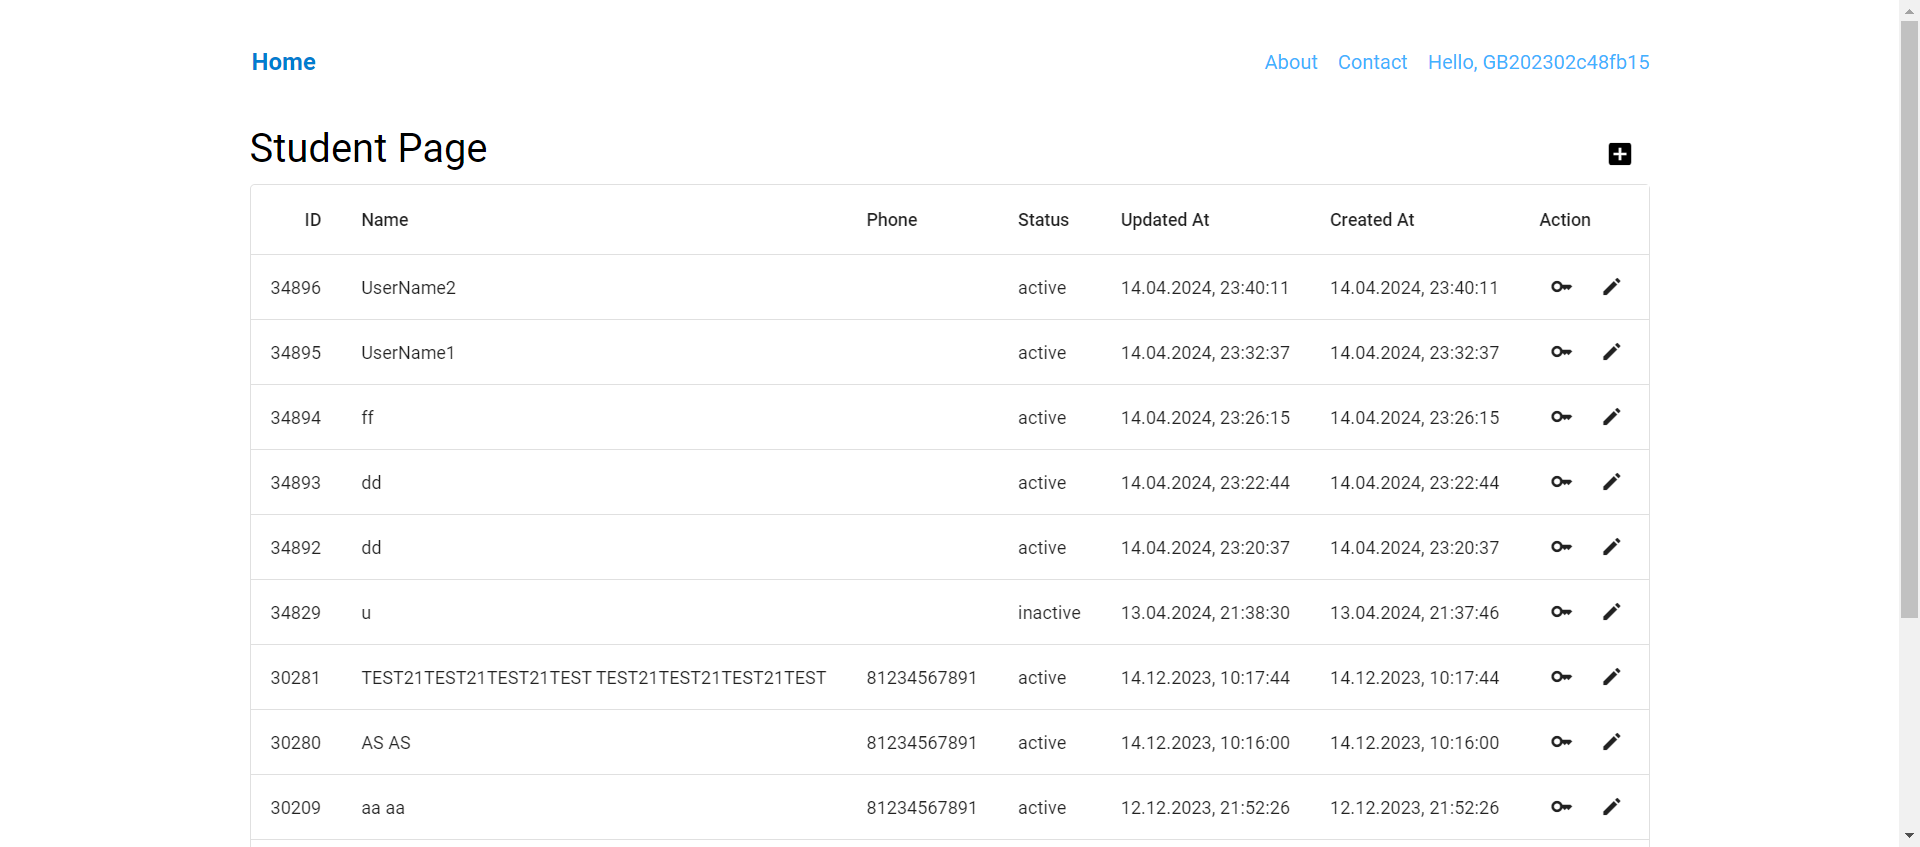 Home About Contact Hello, GB202302c48fb15
Student Page
ID Name Phone Status Updated At Created At Action
34896 UserName2 active 14.04.2024, 23:40:11 14.04.2024, 23:40:11
34895 UserName1 active 14.04.2024, 23:32:37 14.04.2024, 23:32:37
34894 ff active 14.04.2024, 23:26:15 14.04.2024, 23:26:15
34893 dd active 14.04.2024, 23:22:44 14.04.2024, 23:22:44
34892 dd active 14.04.2024, 23:20:37 14.04.2024, 23:20:37
34829 u inactive 13.04.2024, 21:38:30 13.04.2024, 21:37:46
30281 TEST21TEST21TEST21TEST TEST21TEST21TEST21TEST 81234567891 active 14.12.2023, 10:17:44 14.12.2023, 10:17:44
30280 AS AS 81234567891 active 14.12.2023, 10:16:00 14.12.2023, 10:16:00
30209 aa aa 81234567891 active 12.12.2023, 21:52:26 12.12.2023, 21:52:26